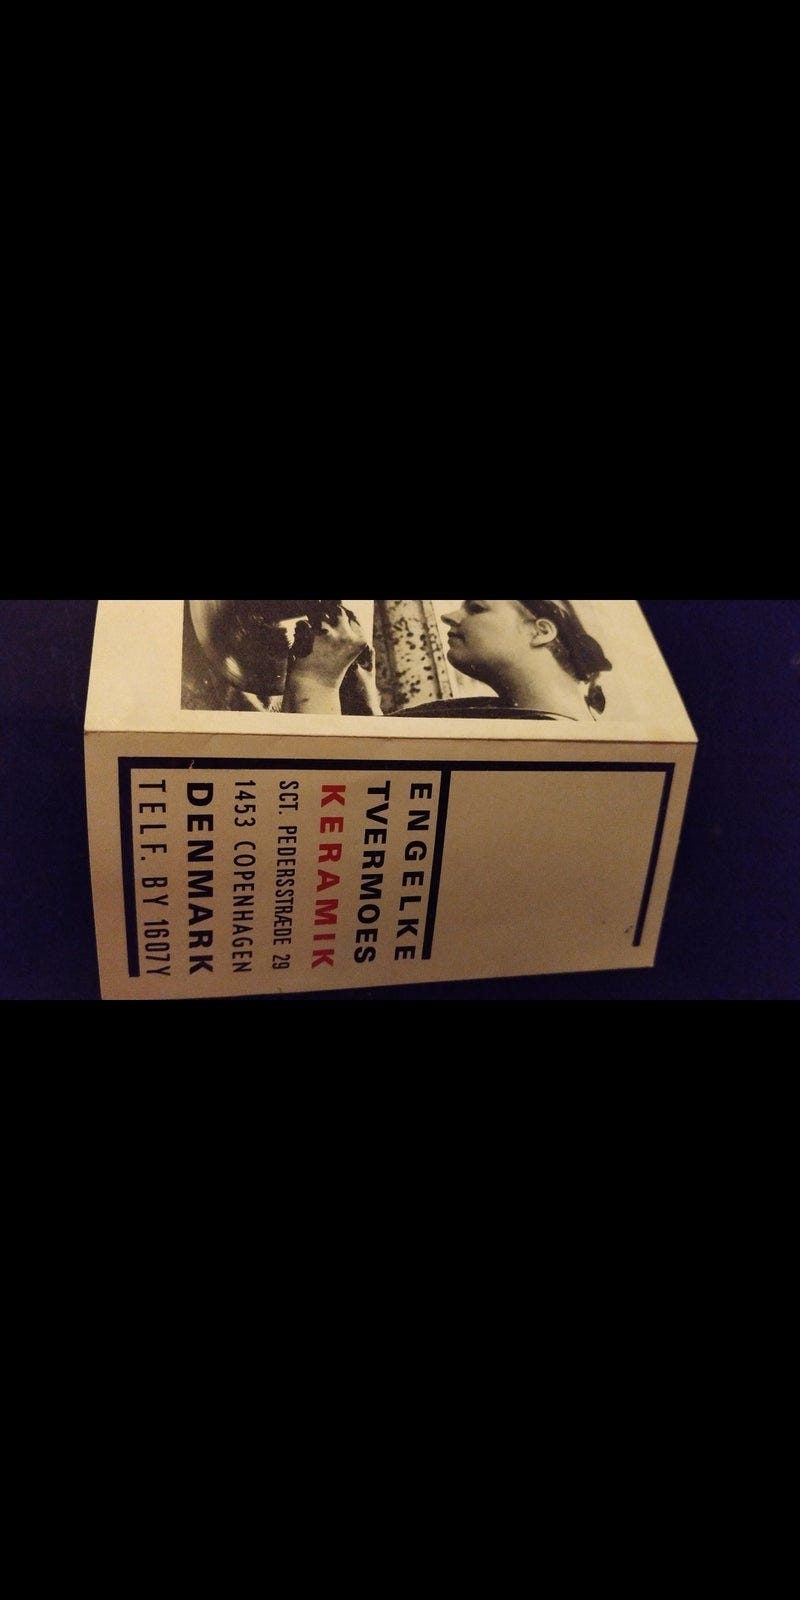 ENGELKE
TVERMOES
KERAMIK
SCT. PEDERSSTRÆDE 29
1453 COPENHAGEN
DENMARK
TELF. BY 1607Y